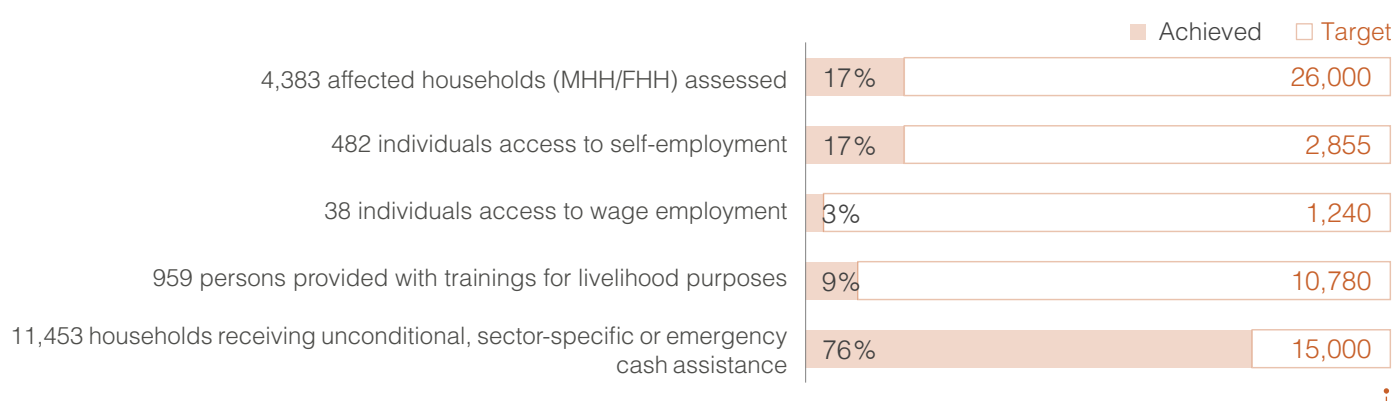 Achieved Target
4,383 affected households (MHH/FHH) assessed 17% 26,000
482 individuals access to self-employment 17% 2,855
38 individuals access to wage employment 3% 1,240
959 persons provided with trainings for livelihood purposes 9% 10,780
11,453 households receiving unconditional, sector-specific or emergency
cash assistance 76% 15,000